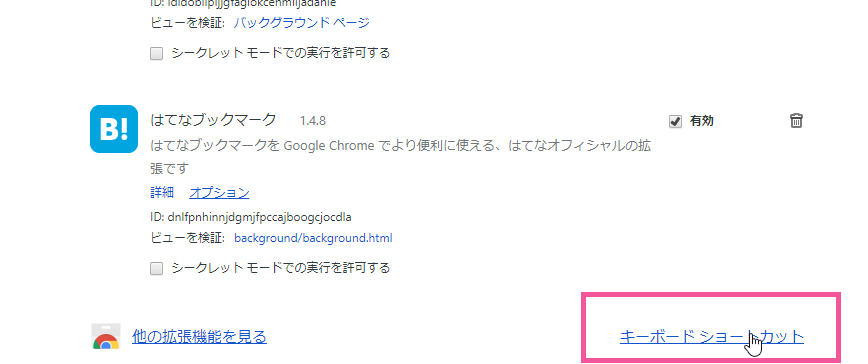 ビューを検証: バックグラウンド ページ
シークレット モードでの実行を許可する
B!
はてなブックマーク 1.4.8
有効
はてなブックマークを Google Chrome でより便利に使える、はてなオフィシャルの拡
張です
詳細 オプション
ID: dnlfpnhinnjdgmjfpccajboogcjocdla
ビューを検証: background/background.html
シークレット モードでの実行を許可する
他の拡張機能を見る
キーボード ショートカット